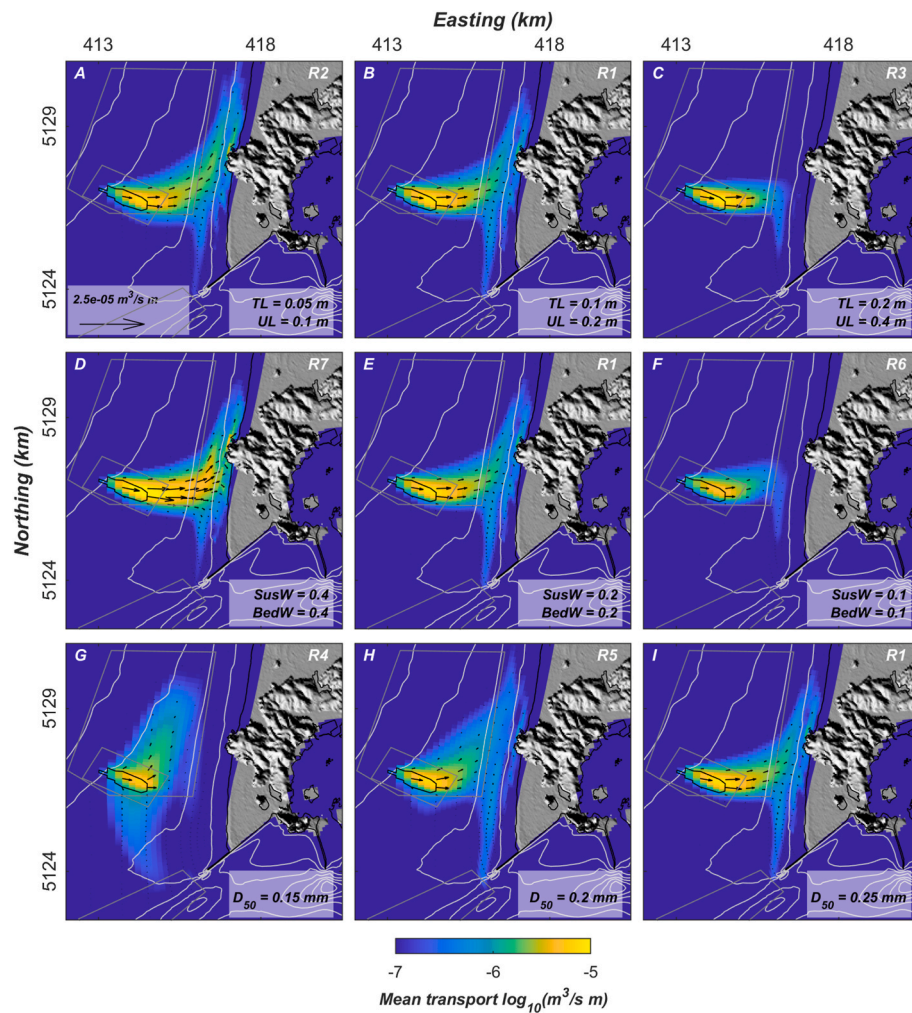 Easting (km)
413 418 413 418 413 418
A R2 B R1 C R3
5129
2.5e-05 m³/s m
TL = 0.05 m
UL = 0.1 m
TL = 0.1 m
UL = 0.2 m
TL = 0.2 m
UL = 0.4 m
5124
D R7 E R1 F R6
5129
Northing (km)
SusW = 0.4
BedW = 0.4
SusW = 0.2
BedW = 0.2
SusW = 0.1
BedW = 0.1
5124
G R4 H R5 I R1
5129
5124
D₅₀ = 0.15 mm D₅₀ = 0.2 mm D₅₀ = 0.25 mm
-7 -6 -5
Mean transport log₁₀(m³/s m)